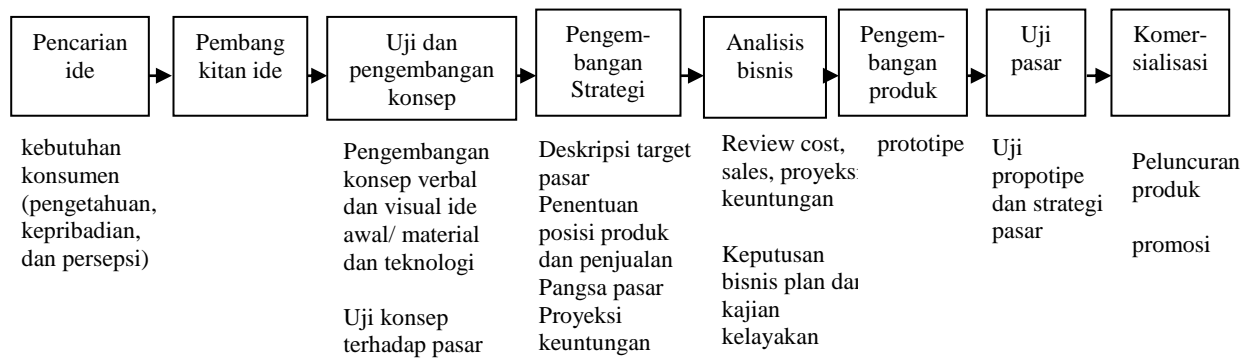 Pencarian
ide
Pembang
kitan ide
Uji dan
pengembangan
konsep
Pengem-
bangan
Strategi
Analisis
bisnis
Pengem-
bangan
produk
Uji
pasar
Komer-
sialisasi
kebutuhan
konsumen
(pengetahuan,
kepribadian,
dan persepsi)
Pengembangan
konsep verbal
dan visual ide
awal/ material
dan teknologi
Uji konsep
terhadap pasar
Deskripsi target
pasar
Penentuan
posisi produk
dan penjualan
Pangsa pasar
Proyeksi
keuntungan
Review cost,
sales, proyeks
keuntungan
Keputusan
bisnis plan dan
kajian
kelayakan
prototipe
Uji
propotipe
dan strategi
pasar
Peluncuran
produk
promosi